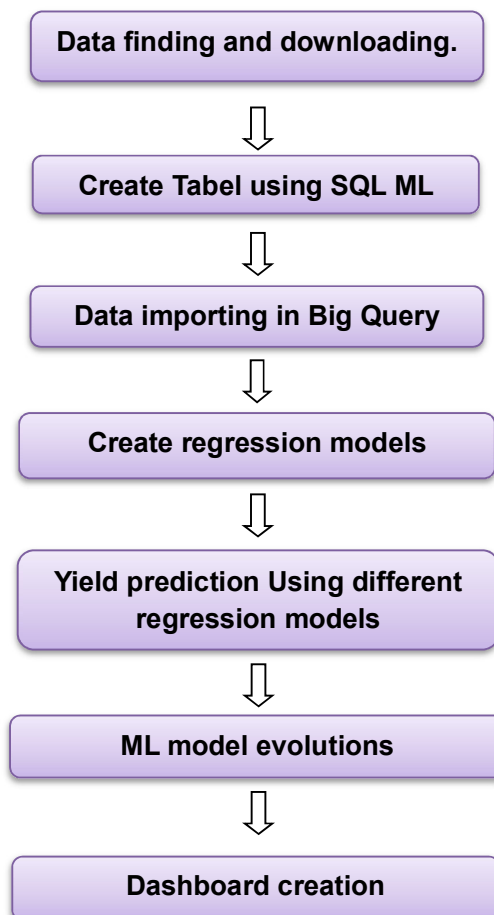 Data finding and downloading.
Create Tabel using SQL ML
Data importing in Big Query
Create regression models
Yield prediction Using different
regression models
ML model evolutions
Dashboard creation